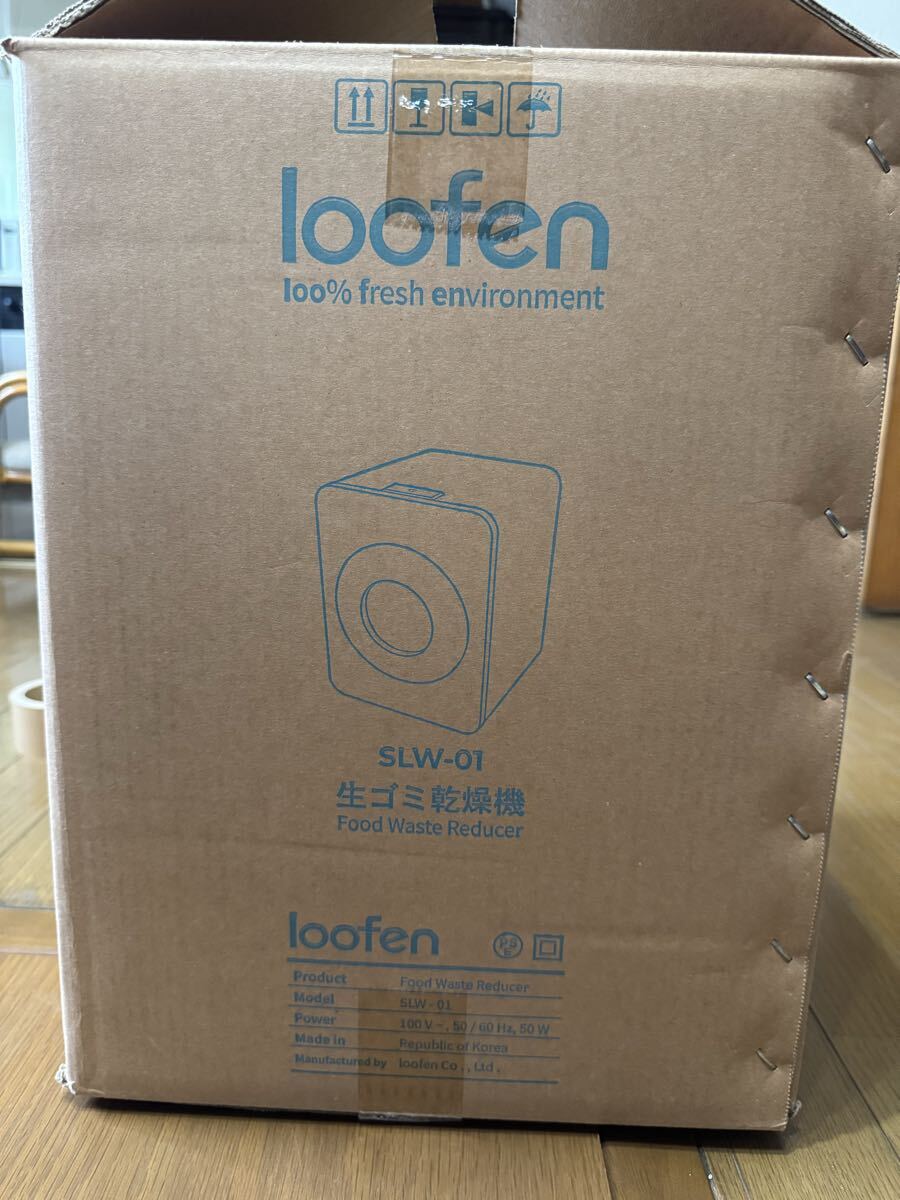 loofen
loo% fresh environment
SLW-01
生ゴミ乾燥機
Food Waste Reducer
loofen
PS
E
Product Food Waste Reducer
Model SLW - 01
Power 100 V ~, 50 / 60 Hz, 50 W
Made in Republic of Korea
Manufactured by loofen Co., Ltd.